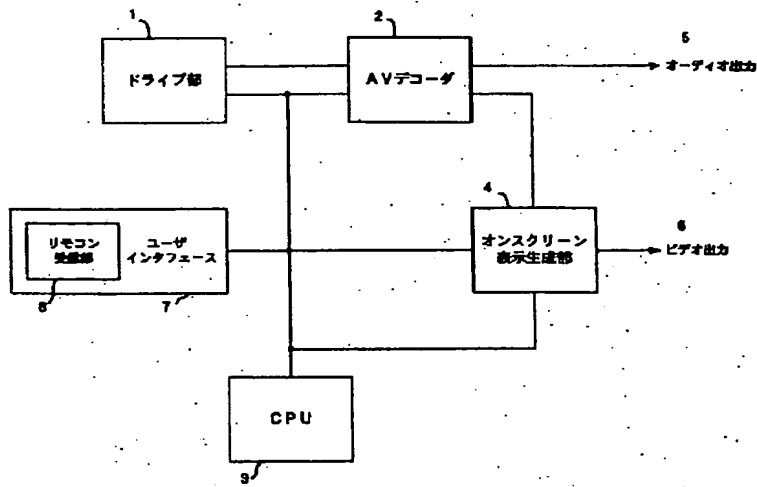 1
ドライブ部
2
AVデコーダ
5
オーディオ出力
リモコン
受信部
8
ユーザ
インタフェース
7
4
オンスクリーン
表示生成部
6
ビデオ出力
CPU
9